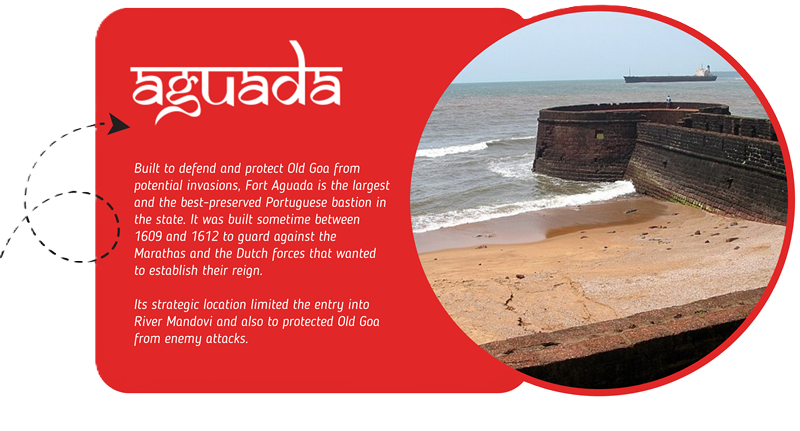 aguada
Built to defend and protect Old Goa from
potential invasions, Fort Aguada is the largest
and the best-preserved Portuguese bastion in
the state. It was built sometime between
1609 and 1612 to guard against the
Marathas and the Dutch forces that wanted
to establish their reign.
Its strategic location limited the entry into
River Mandovi and also to protected Old Goa
from enemy attacks.